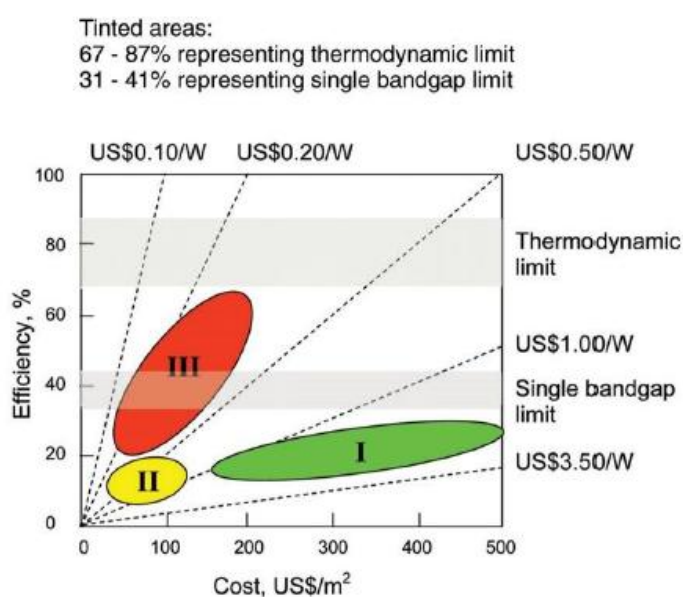 Tinted areas:
67 - 87% representing thermodynamic limit
31 - 41% representing single bandgap limit
US$0.10/W US$0.20/W US$0.50/W
100
80
60
40
20
0
Efficiency, %
Thermodynamic
limit
US$1.00/W
Single bandgap
limit
US$3.50/W
III
II
I
0 100 200 300 400 500
Cost, US$/m²